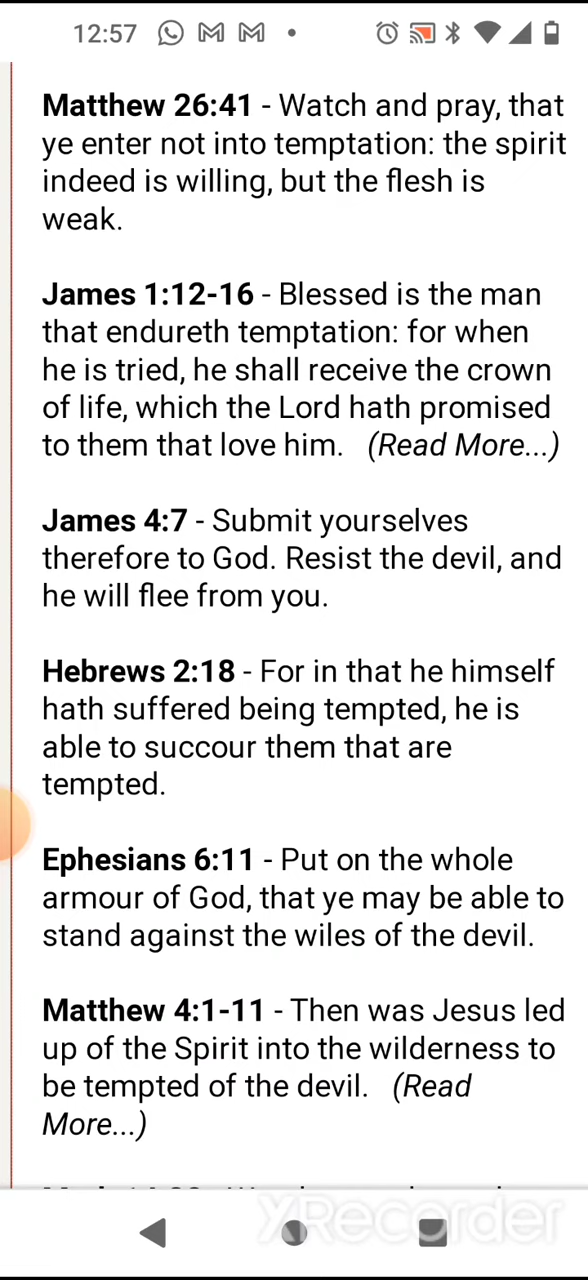 12:57
Matthew 26:41 - Watch and pray, that
ye enter not into temptation: the spirit
indeed is willing, but the flesh is
weak.
James 1:12-16 - Blessed is the man
that endureth temptation: for when
he is tried, he shall receive the crown
of life, which the Lord hath promised
to them that love him. (Read More...)
James 4:7 - Submit yourselves
therefore to God. Resist the devil, and
he will flee from you.
Hebrews 2:18 - For in that he himself
hath suffered being tempted, he is
able to succour them that are
tempted.
Ephesians 6:11 - Put on the whole
armour of God, that ye may be able to
stand against the wiles of the devil.
Matthew 4:1-11 - Then was Jesus led
up of the Spirit into the wilderness to
be tempted of the devil. (Read
More...)
XRecorder